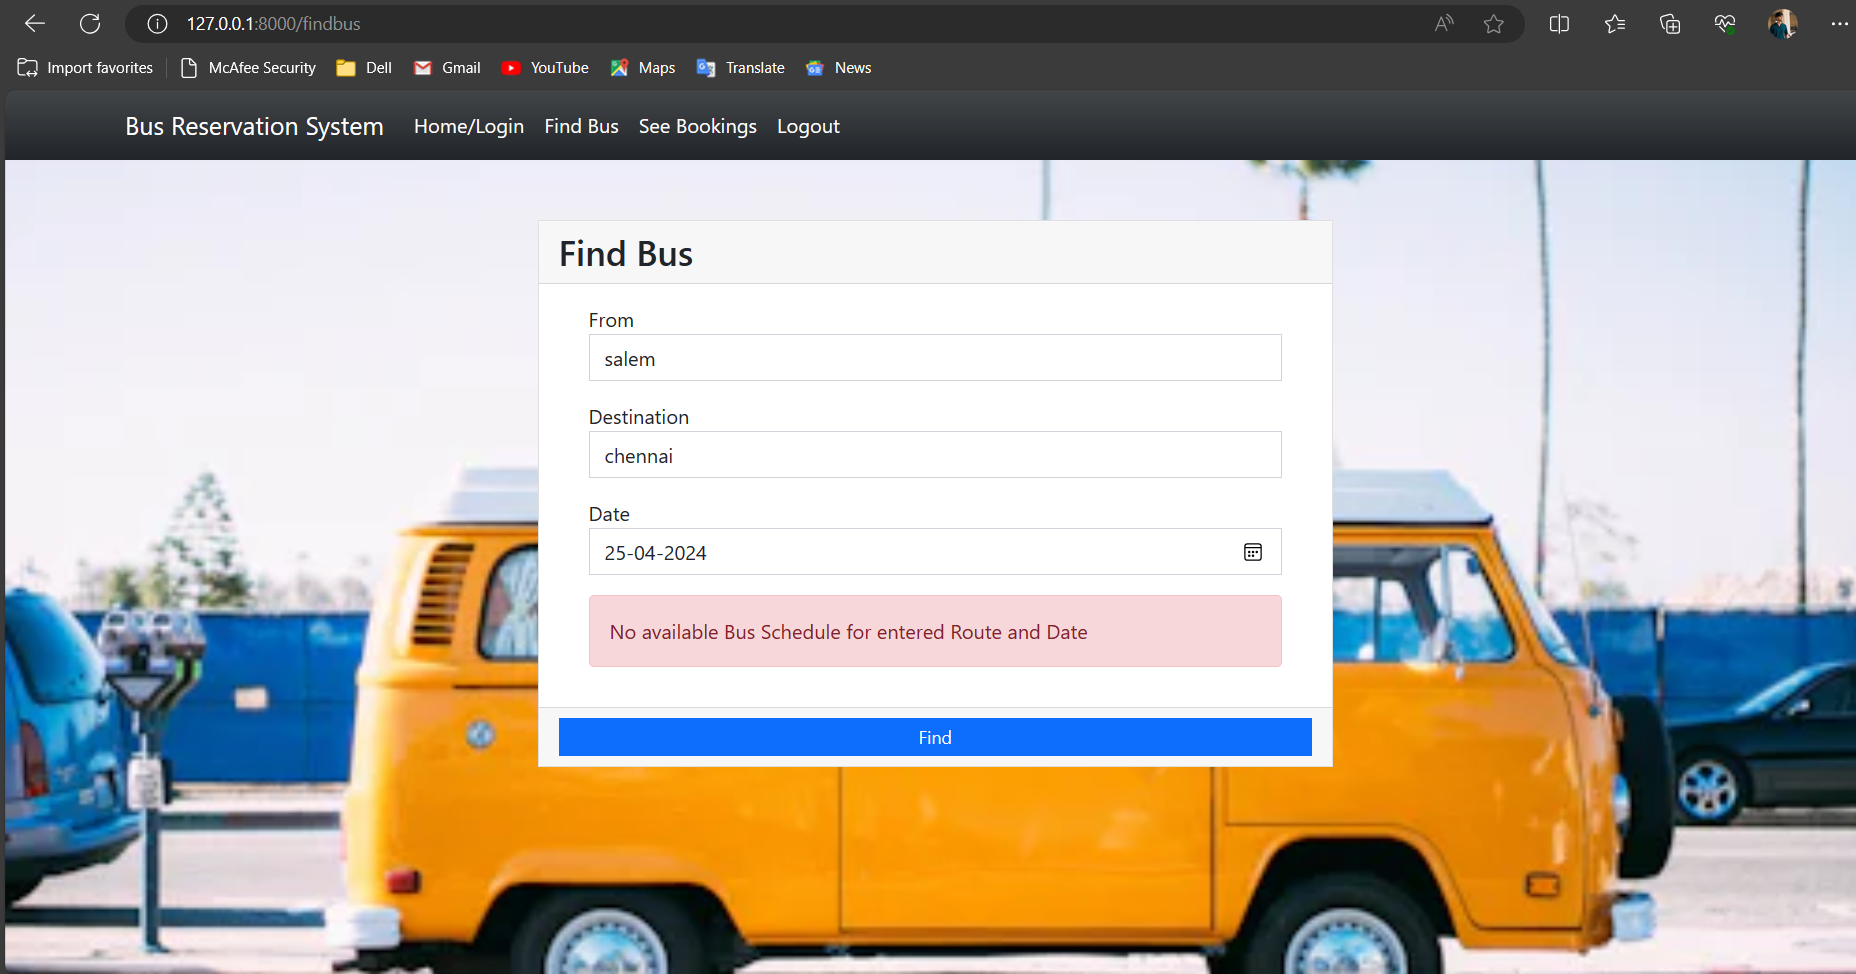 127.0.0.1:8000/findbus
Import favorites McAfee Security Dell Gmail YouTube Maps Translate News
Bus Reservation System Home/Login Find Bus See Bookings Logout
Find Bus
From
salem
Destination
chennai
Date
25-04-2024
No available Bus Schedule for entered Route and Date
Find